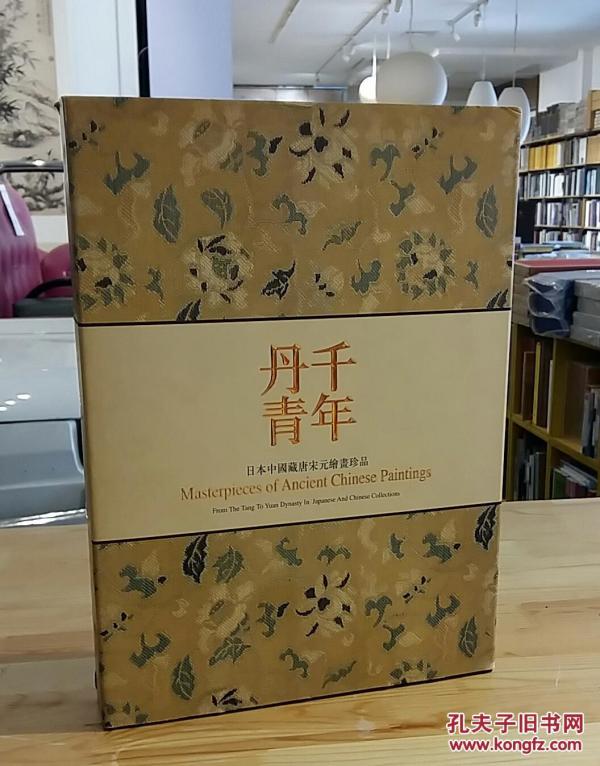 千年
丹青
日本中國藏唐宋元繪畫珍品
Masterpieces of Ancient Chinese Paintings
From The Tang To Yuan Dynasty In Japanese And Chinese Collections
孔夫子旧书网
www.kongfz.com